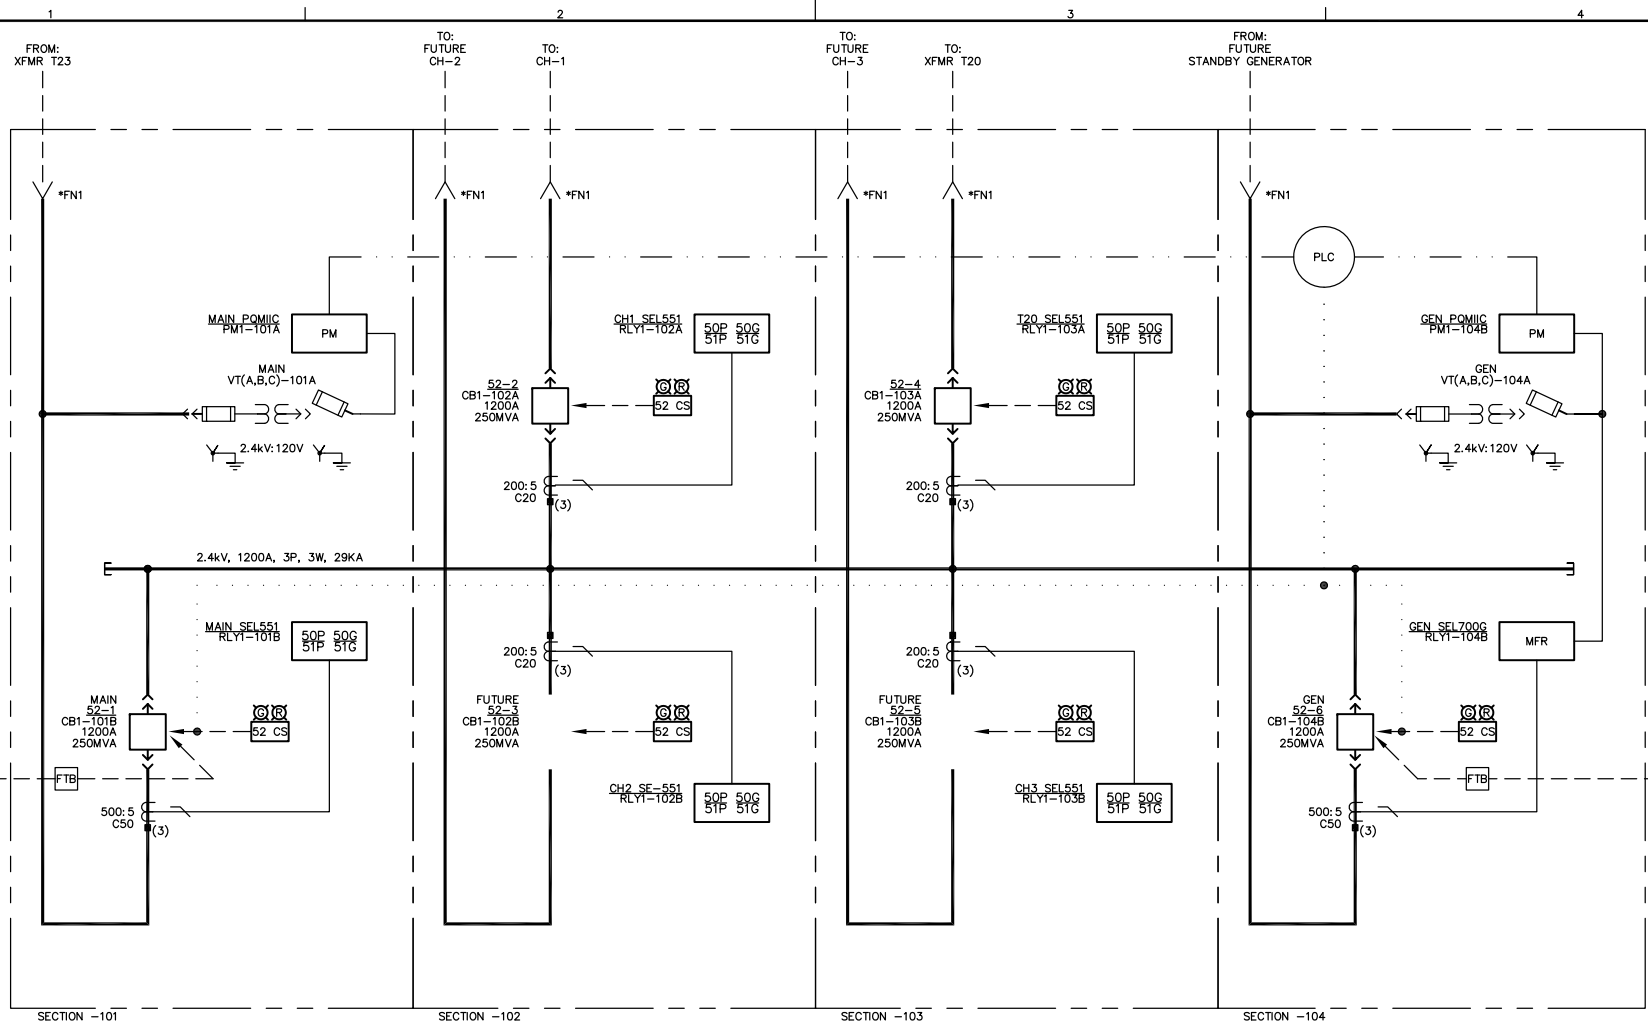 1
2
3
4
FROM:
XFMR T23
TO:
FUTURE
CH-2
TO:
CH-1
TO:
FUTURE
CH-3
TO:
XFMR T20
FROM:
FUTURE
STANDBY GENERATOR
*FN1
*FN1
*FN1
*FN1
*FN1
*FN1
PLC
MAIN PQMIIC
PM1-101A
PM
CH1 SEL551
RLY1-102A
50P 50G
51P 51G
T20 SEL551
RLY1-103A
50P 50G
51P 51G
GEN PQMIIC
PM1-104B
PM
MAIN
VT(A,B,C)-101A
2.4kV:120V
52-2
CB1-102A
1200A
250MVA
G R
52 CS
52-4
CB1-103A
1200A
250MVA
G R
52 CS
GEN
VT(A,B,C)-104A
2.4kV:120V
200:5
C20
(3)
200:5
C20
(3)
2.4kV, 1200A, 3P, 3W, 29KA
MAIN SEL551
RLY1-101B
50P 50G
51P 51G
200:5
C20
(3)
200:5
C20
(3)
GEN SEL700G
RLY1-104B
MFR
MAIN
52-1
CB1-101B
1200A
250MVA
G R
52 CS
FUTURE
52-3
CB1-102B
1200A
250MVA
G R
52 CS
FUTURE
52-5
CB1-103B
1200A
250MVA
G R
52 CS
GEN
52-6
CB1-104B
1200A
250MVA
G R
52 CS
FTB
FTB
CH2 SE-551
RLY1-102B
50P 50G
51P 51G
CH3 SEL551
RLY1-103B
50P 50G
51P 51G
500:5
C50
(3)
500:5
C50
(3)
SECTION -101
SECTION -102
SECTION -103
SECTION -104